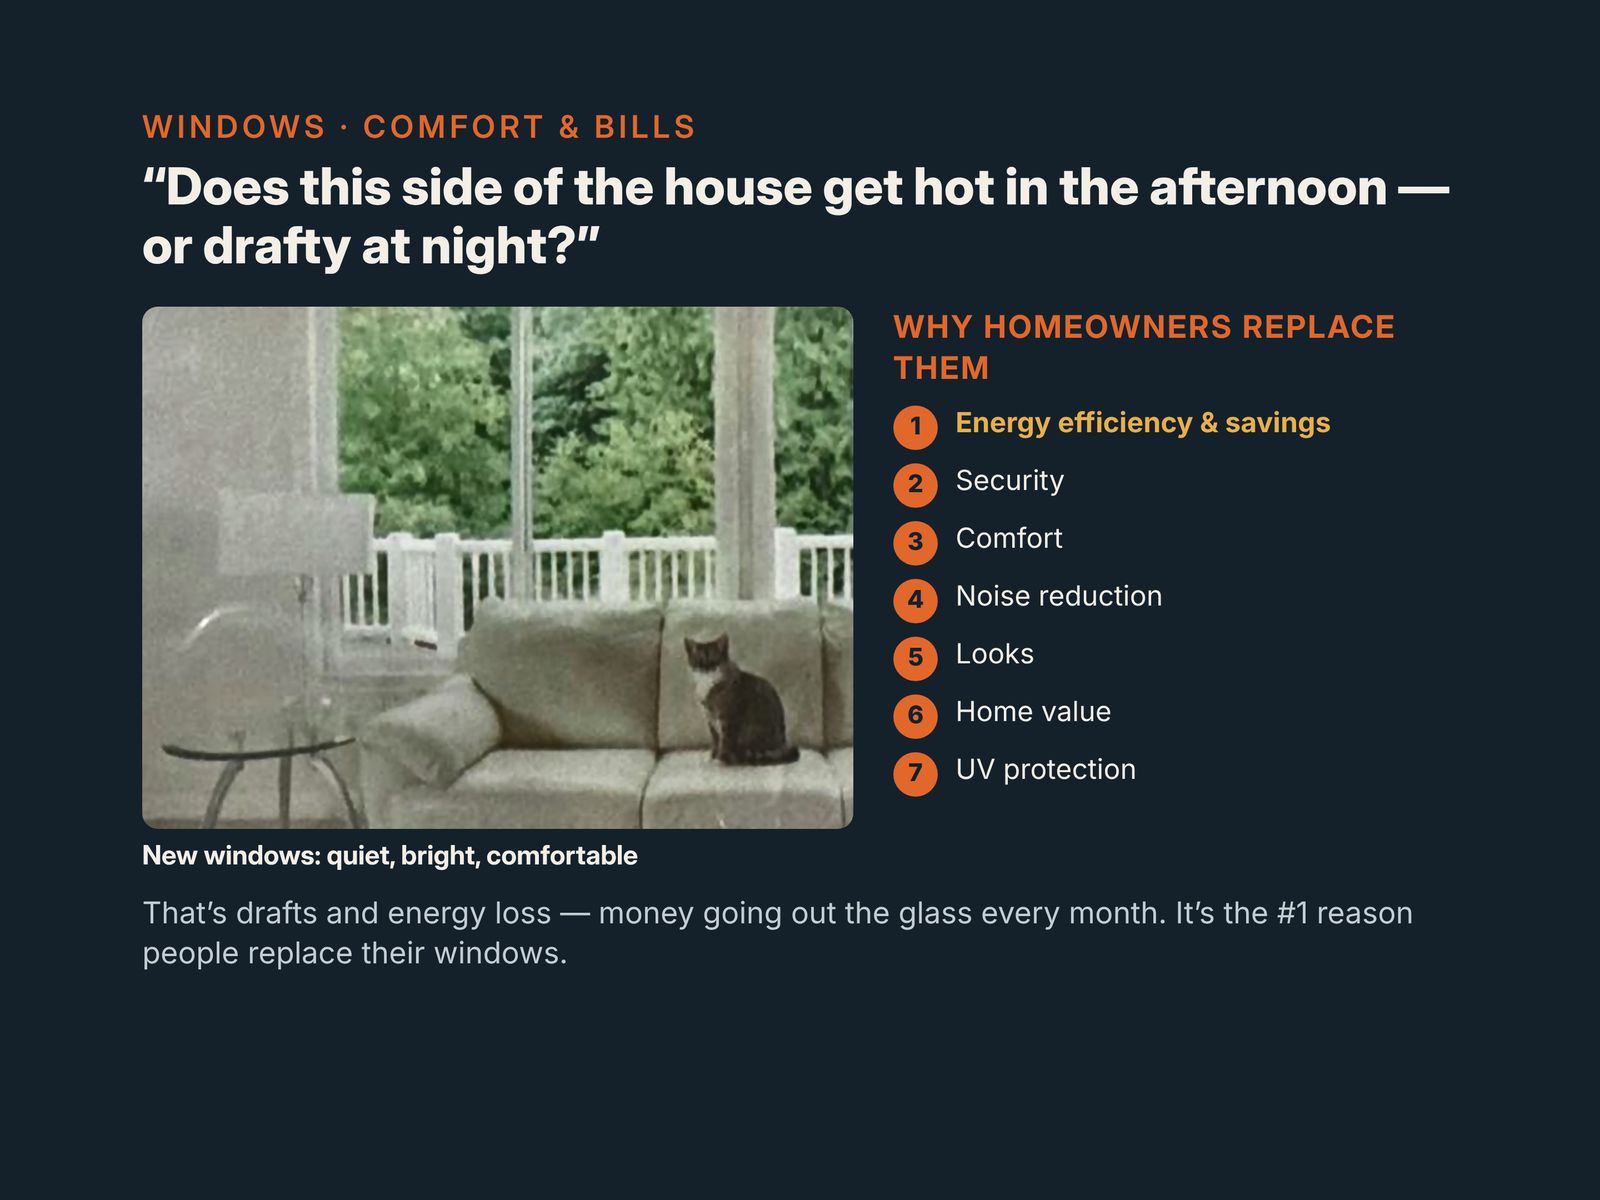 WINDOWS · COMFORT & BILLS
“Does this side of the house get hot in the afternoon —
or drafty at night?”
WHY HOMEOWNERS REPLACE
THEM
1 Energy efficiency & savings
2 Security
3 Comfort
4 Noise reduction
5 Looks
6 Home value
7 UV protection
New windows: quiet, bright, comfortable
That’s drafts and energy loss — money going out the glass every month. It’s the #1 reason
people replace their windows.